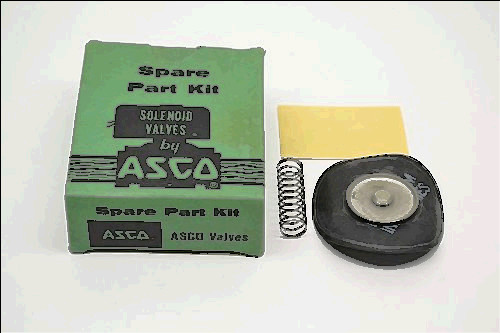 Spare
Part Kit
SOLENOID
VALVES
by
ASCO®
Spare Part Kit
ASCO ASCO Valves